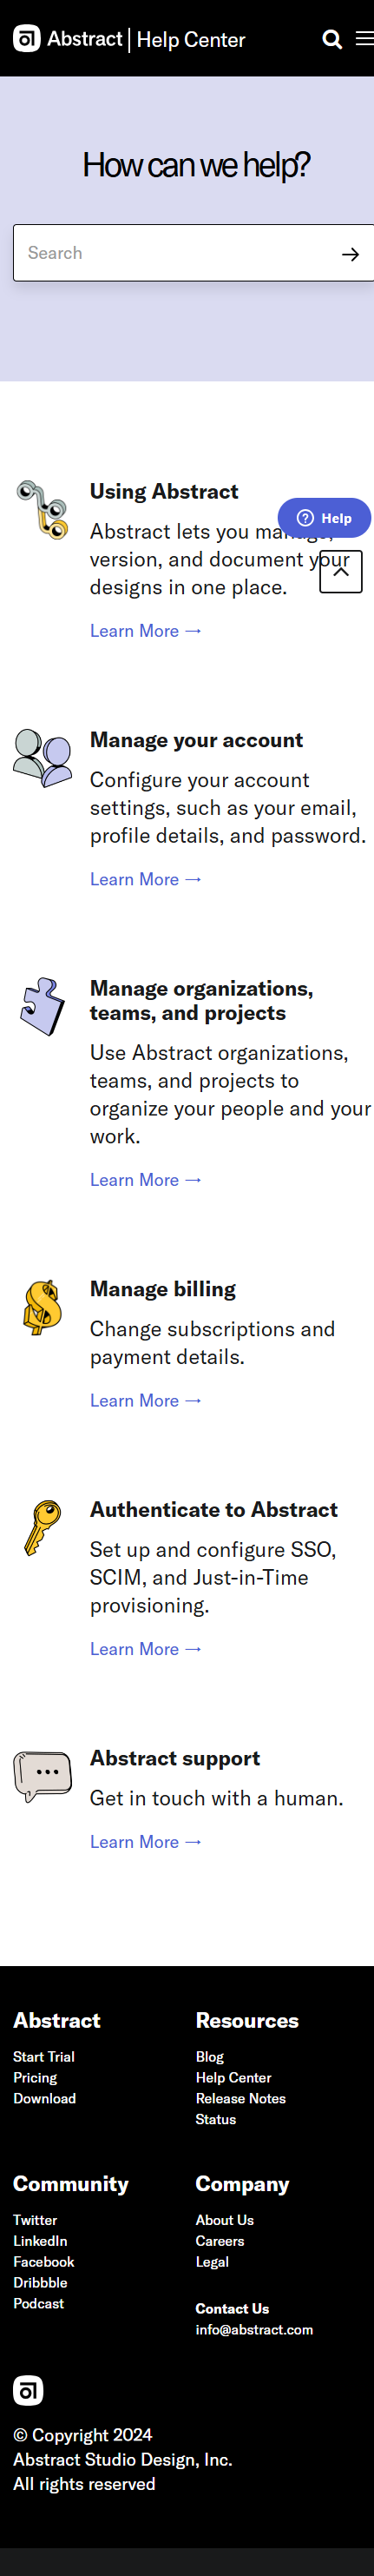 Abstract | Help Center
How can we help?
Search
Using Abstract
Abstract lets you manage,
version, and document your
designs in one place.
Learn More →
Help
Manage your account
Configure your account
settings, such as your email,
profile details, and password.
Learn More →
Manage organizations,
teams, and projects
Use Abstract organizations,
teams, and projects to
organize your people and your
work.
Learn More →
Manage billing
Change subscriptions and
payment details.
Learn More →
Authenticate to Abstract
Set up and configure SSO,
SCIM, and Just-in-Time
provisioning.
Learn More →
Abstract support
Get in touch with a human.
Learn More →
Abstract
Start Trial
Pricing
Download
Resources
Blog
Help Center
Release Notes
Status
Community
Twitter
LinkedIn
Facebook
Dribbble
Podcast
Company
About Us
Careers
Legal
Contact Us
info@abstract.com
© Copyright 2024
Abstract Studio Design, Inc.
All rights reserved